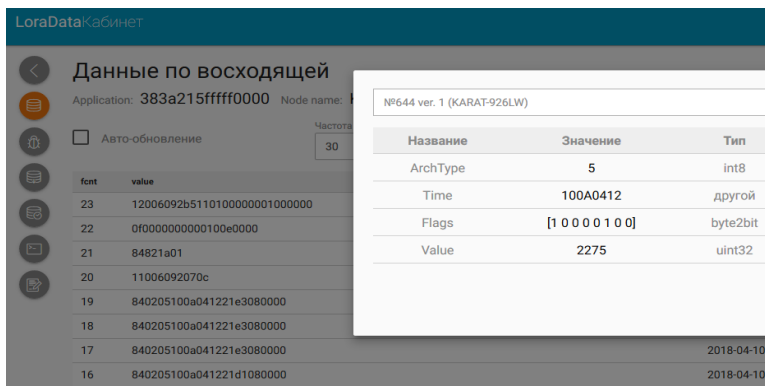 LoraDataКабинет
Данные по восходящей
Application: 383a215fffff0000 Node name:
Авто-обновление
Частота
30
fcnt value
23 12006092b5110100000001000000
22 0f0000000000100e0000
21 84821a01
20 11006092070c
19 840205100a041221e3080000
18 840205100a041221e3080000
17 840205100a041221e3080000 2018-04-10
16 840205100a041221d1080000 2018-04-10
№644 ver. 1 (KARAT-926LW)
Название Значение Тип
ArchType 5 int8
Time 100A0412 другой
Flags [1 0 0 0 0 1 0 0] byte2bit
Value 2275 uint32